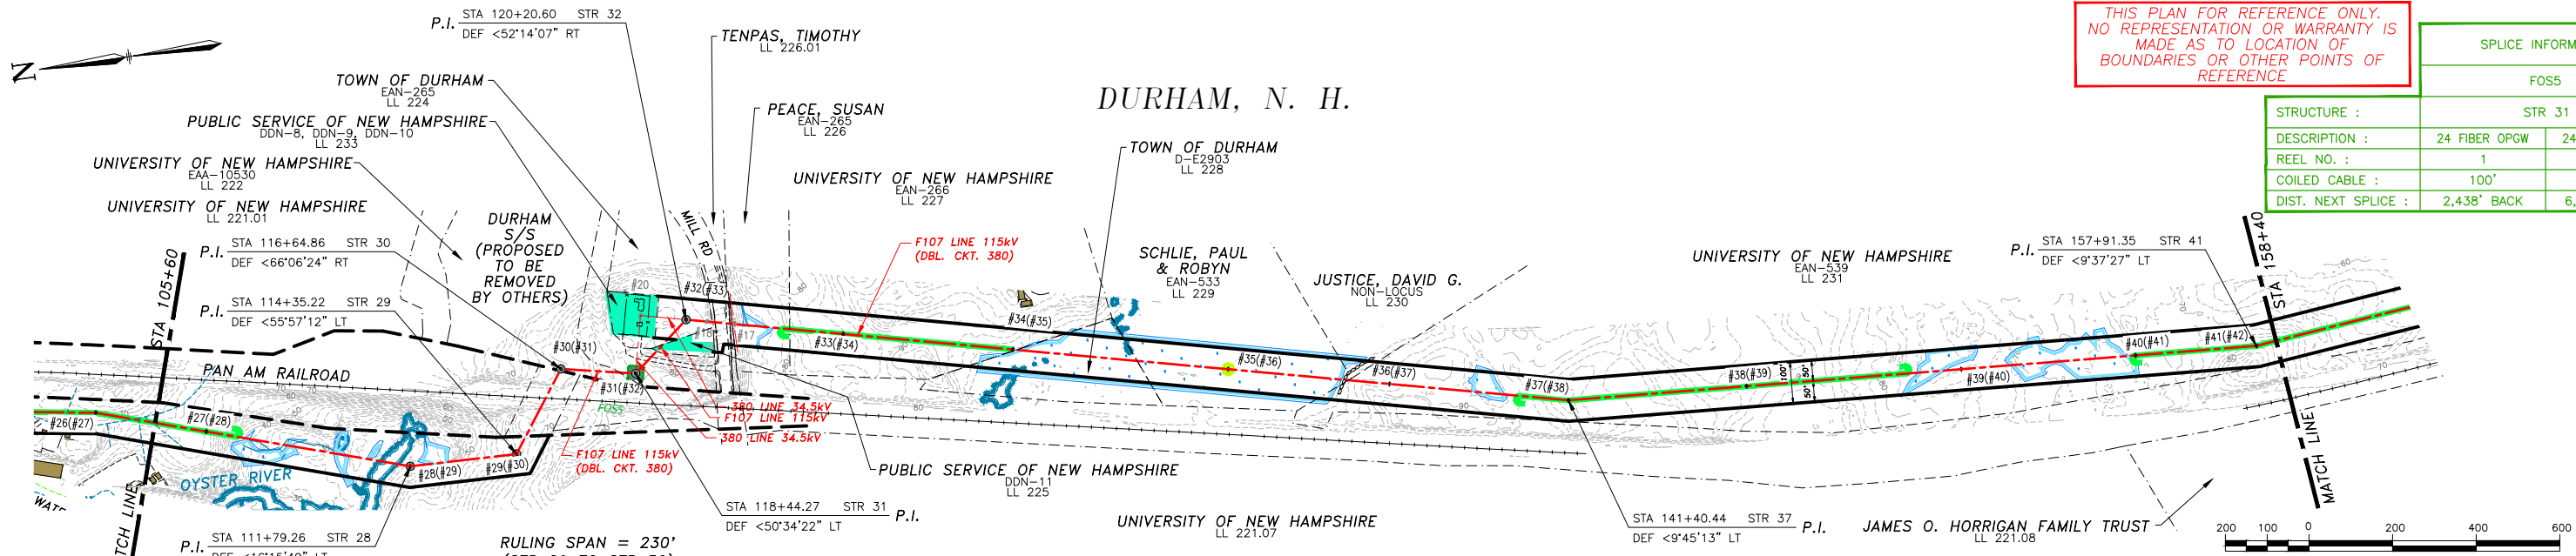 P.I. STA 120+20.60 STR 32
DEF <52°14'07" RT
TENPAS, TIMOTHY
LL 226.01
THIS PLAN FOR REFERENCE ONLY.
NO REPRESENTATION OR WARRANTY IS
MADE AS TO LOCATION OF
BOUNDARIES OR OTHER POINTS OF
REFERENCE
SPLICE INFORM
FOS5
STRUCTURE : STR 31
DESCRIPTION : 24 FIBER OPGW 24
REEL NO. : 1
COILED CABLE : 100'
DIST. NEXT SPLICE : 2,438' BACK 6,
N
TOWN OF DURHAM
EAN-265
LL 224
PEACE, SUSAN
EAN-265
LL 226
DURHAM, N. H.
PUBLIC SERVICE OF NEW HAMPSHIRE
DDN-8, DDN-9, DDN-10
LL 233
TOWN OF DURHAM
D-E2903
LL 228
UNIVERSITY OF NEW HAMPSHIRE
EAA-10530
LL 222
UNIVERSITY OF NEW HAMPSHIRE
EAN-266
LL 227
UNIVERSITY OF NEW HAMPSHIRE
LL 221.01
DURHAM
S/S
(PROPOSED
TO BE
REMOVED
BY OTHERS)
MILL RD
F107 LINE 115kV
(DBL. CKT. 380)
SCHLIE, PAUL
& ROBYN
EAN-533
LL 229
JUSTICE, DAVID G.
NON-LOCUS
LL 230
UNIVERSITY OF NEW HAMPSHIRE
EAN-539
LL 231
P.I. STA 157+91.35 STR 41
DEF <9°37'27" LT
STA 158+40
MATCH LINE
STA 105+60
TCH LINE
P.I. STA 116+64.86 STR 30
DEF <66°06'24" RT
P.I. STA 114+35.22 STR 29
DEF <55°57'12" LT
#20
#32(#33)
#18
#17
#30(#31)
#31(#32)
#33(#34)
#34(#35)
#35(#36)
#36(#37)
#37(#38)
#38(#39)
100'
50' 50'
#39(#40)
#40(#41)
#41(#42)
PAN AM RAILROAD
FOS5
380 LINE 34.5kV
F107 LINE 115kV
380 LINE 34.5kV
F107 LINE 115kV
(DBL. CKT. 380)
#26(#27)
#27(#28)
#28(#29)
#29(#30)
OYSTER RIVER
WATE
PUBLIC SERVICE OF NEW HAMPSHIRE
DDN-11
LL 225
STA 118+44.27 STR 31 P.I.
DEF <50°34'22" LT
UNIVERSITY OF NEW HAMPSHIRE
LL 221.07
STA 141+40.44 STR 37 P.I.
DEF <9°45'13" LT
JAMES O. HORRIGAN FAMILY TRUST
LL 221.08
200 100 0 200 400 600
P.I. STA 111+79.26 STR 28
RULING SPAN = 230'